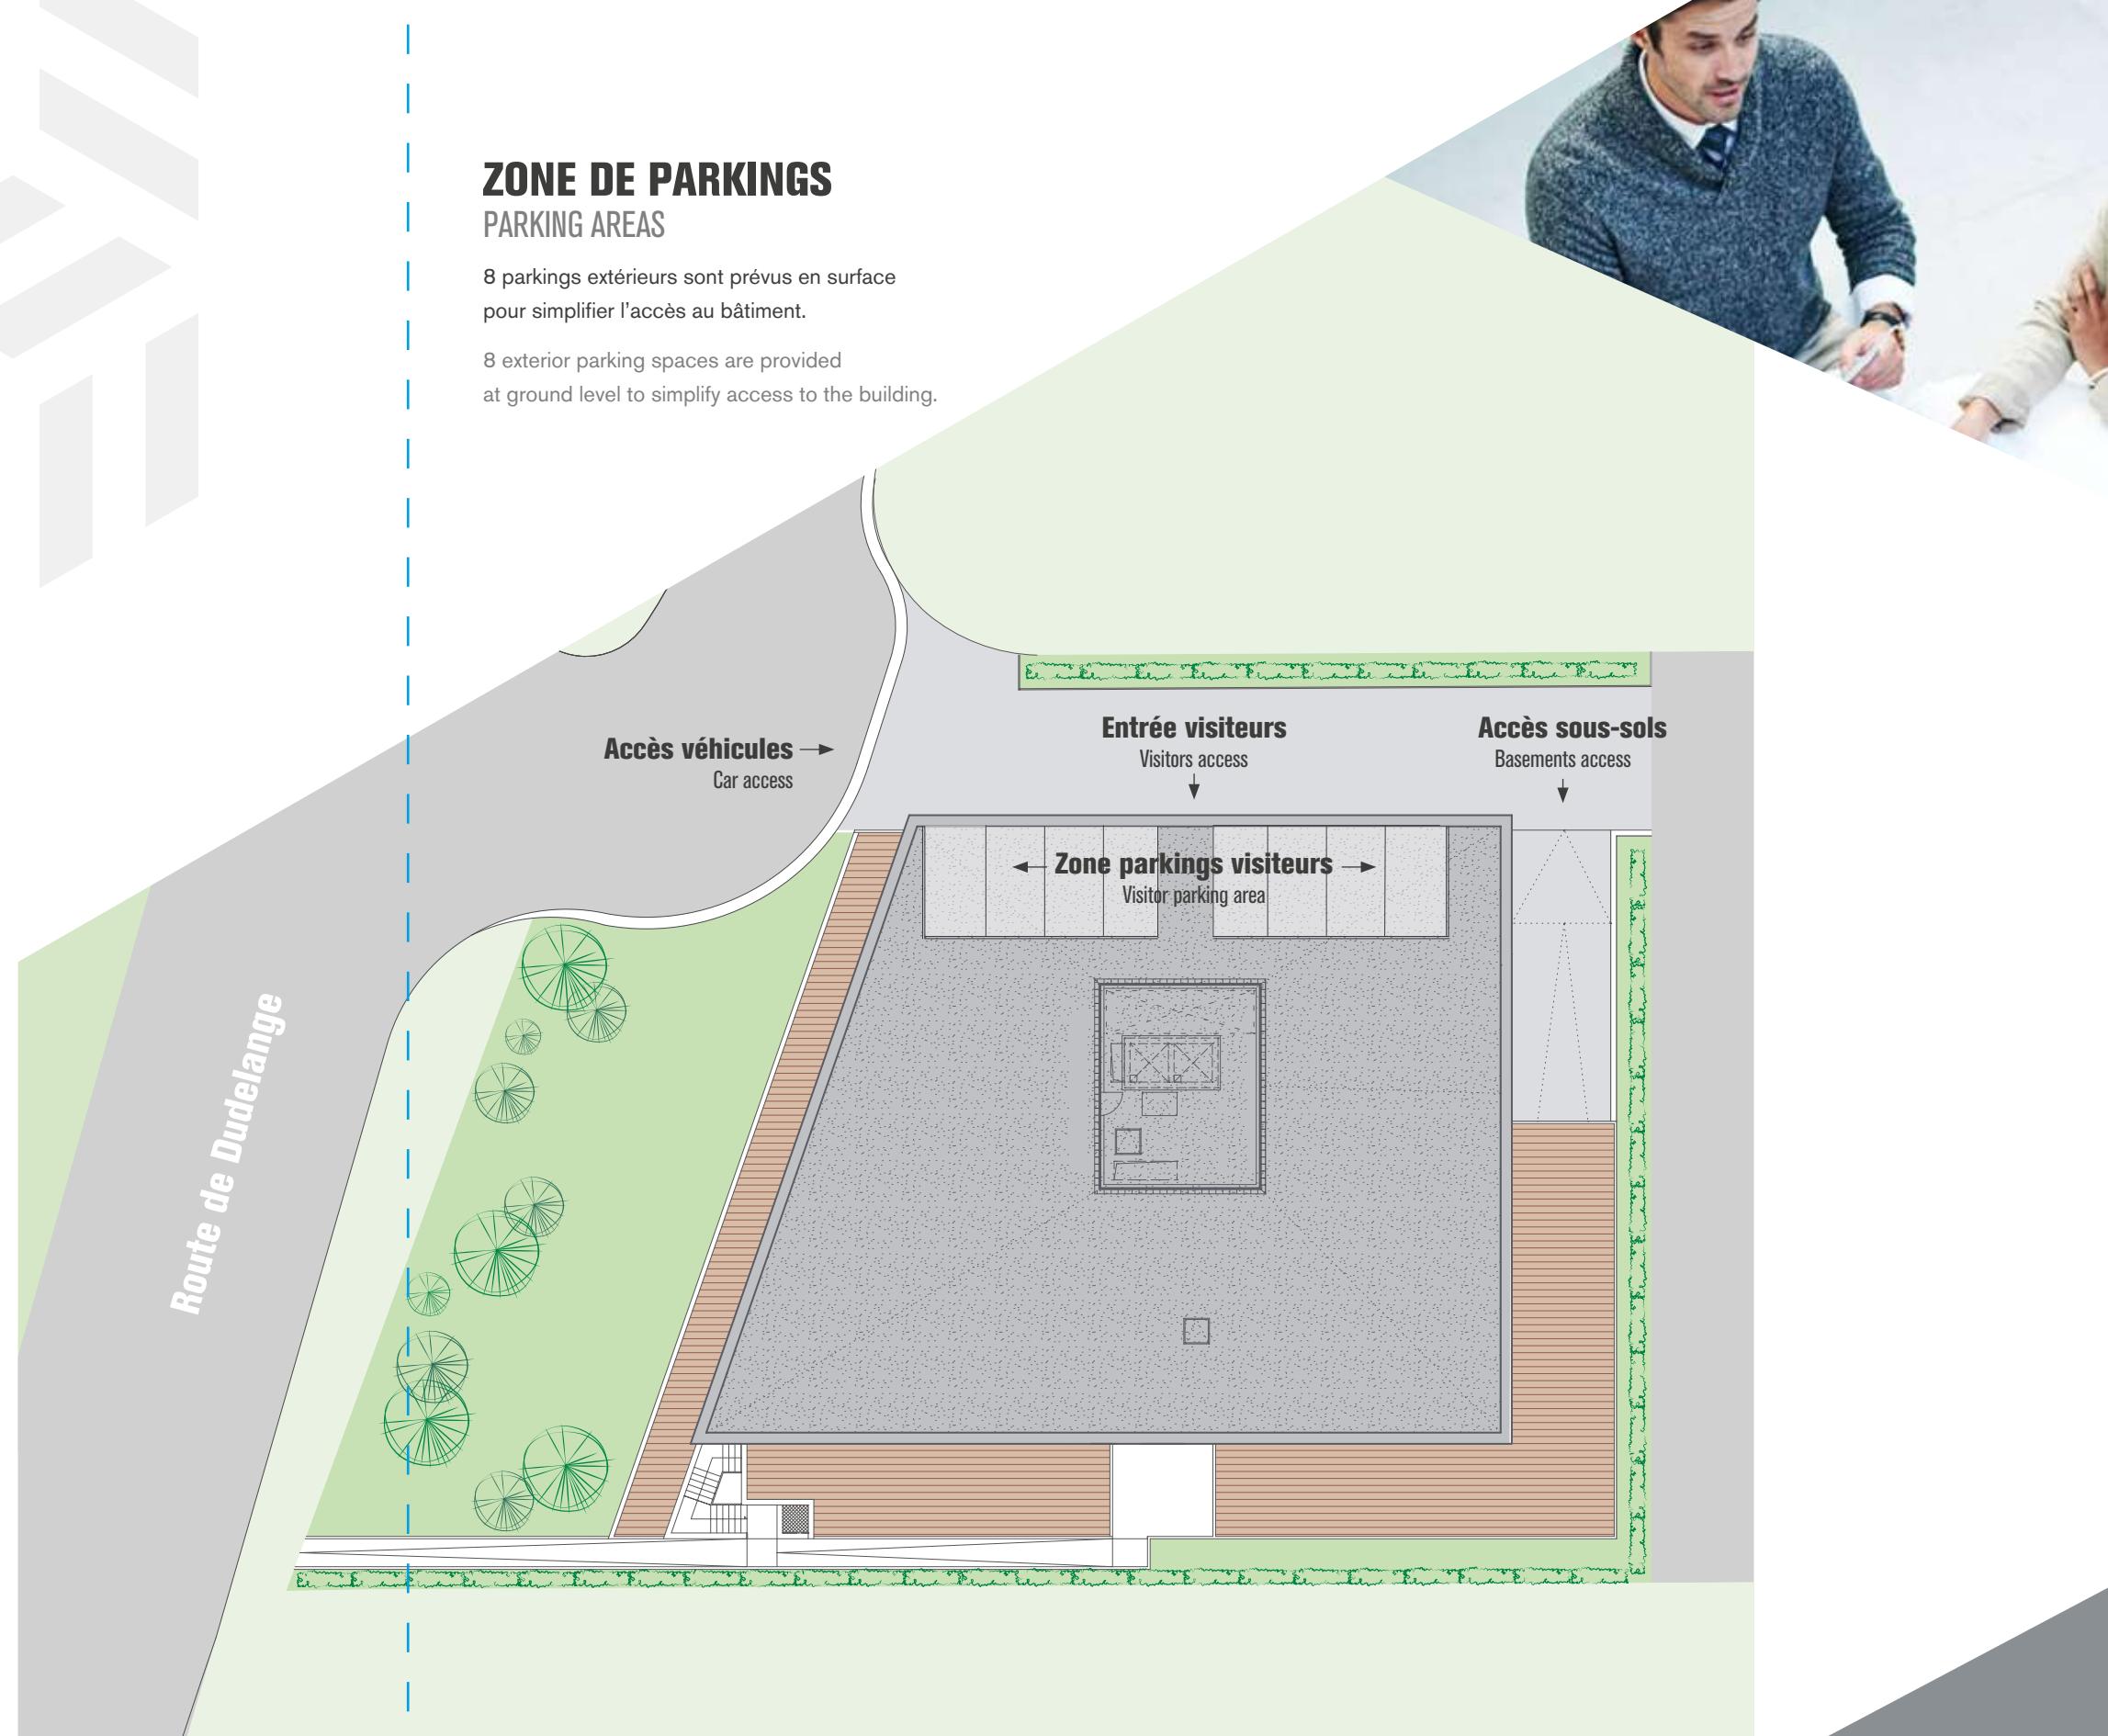 ZONE DE PARKINGS
PARKING AREAS
8 parkings extérieurs sont prévus en surface
pour simplifier l'accès au bâtiment.
8 exterior parking spaces are provided
at ground level to simplify access to the building.
Accès véhicules
Car access
Entrée visiteurs
Visitors access
Accès sous-sols
Basements access
Zone parkings visiteurs
Visitor parking area
Route de Dudelange